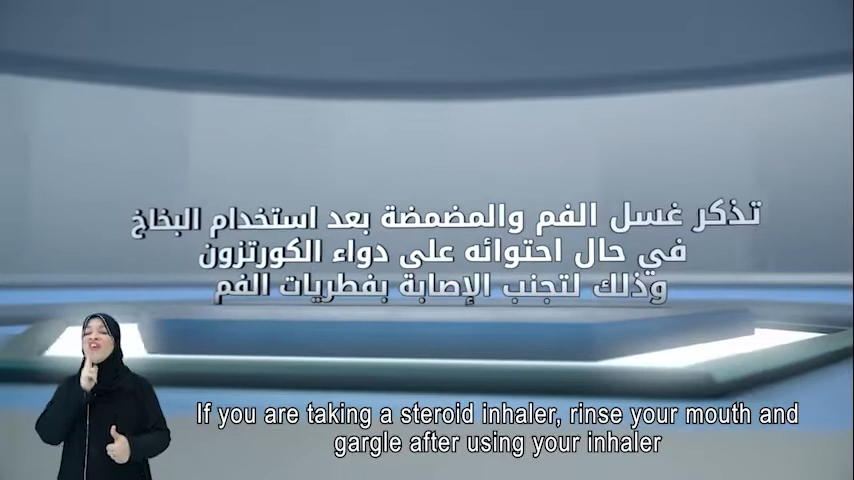 تذكر غسل الفم والمضمضة بعد استخدام البخاخ
في حال احتوائه على دواء الكورتزون
وذلك لتجنب الإصابة بفطريات الفم
If you are taking a steroid inhaler, rinse your mouth and
gargle after using your inhaler